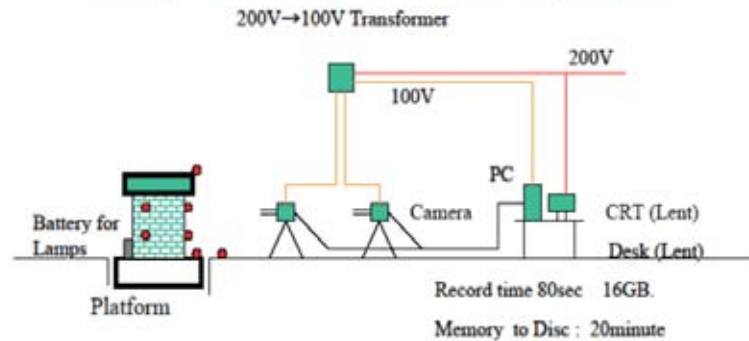 200V→100V Transformer
200V
100V
PC
Battery for
Lamps
Camera
CRT (Lent)
Desk (Lent)
Platform
Record time 80sec 16GB.
Memory to Disc : 20minute